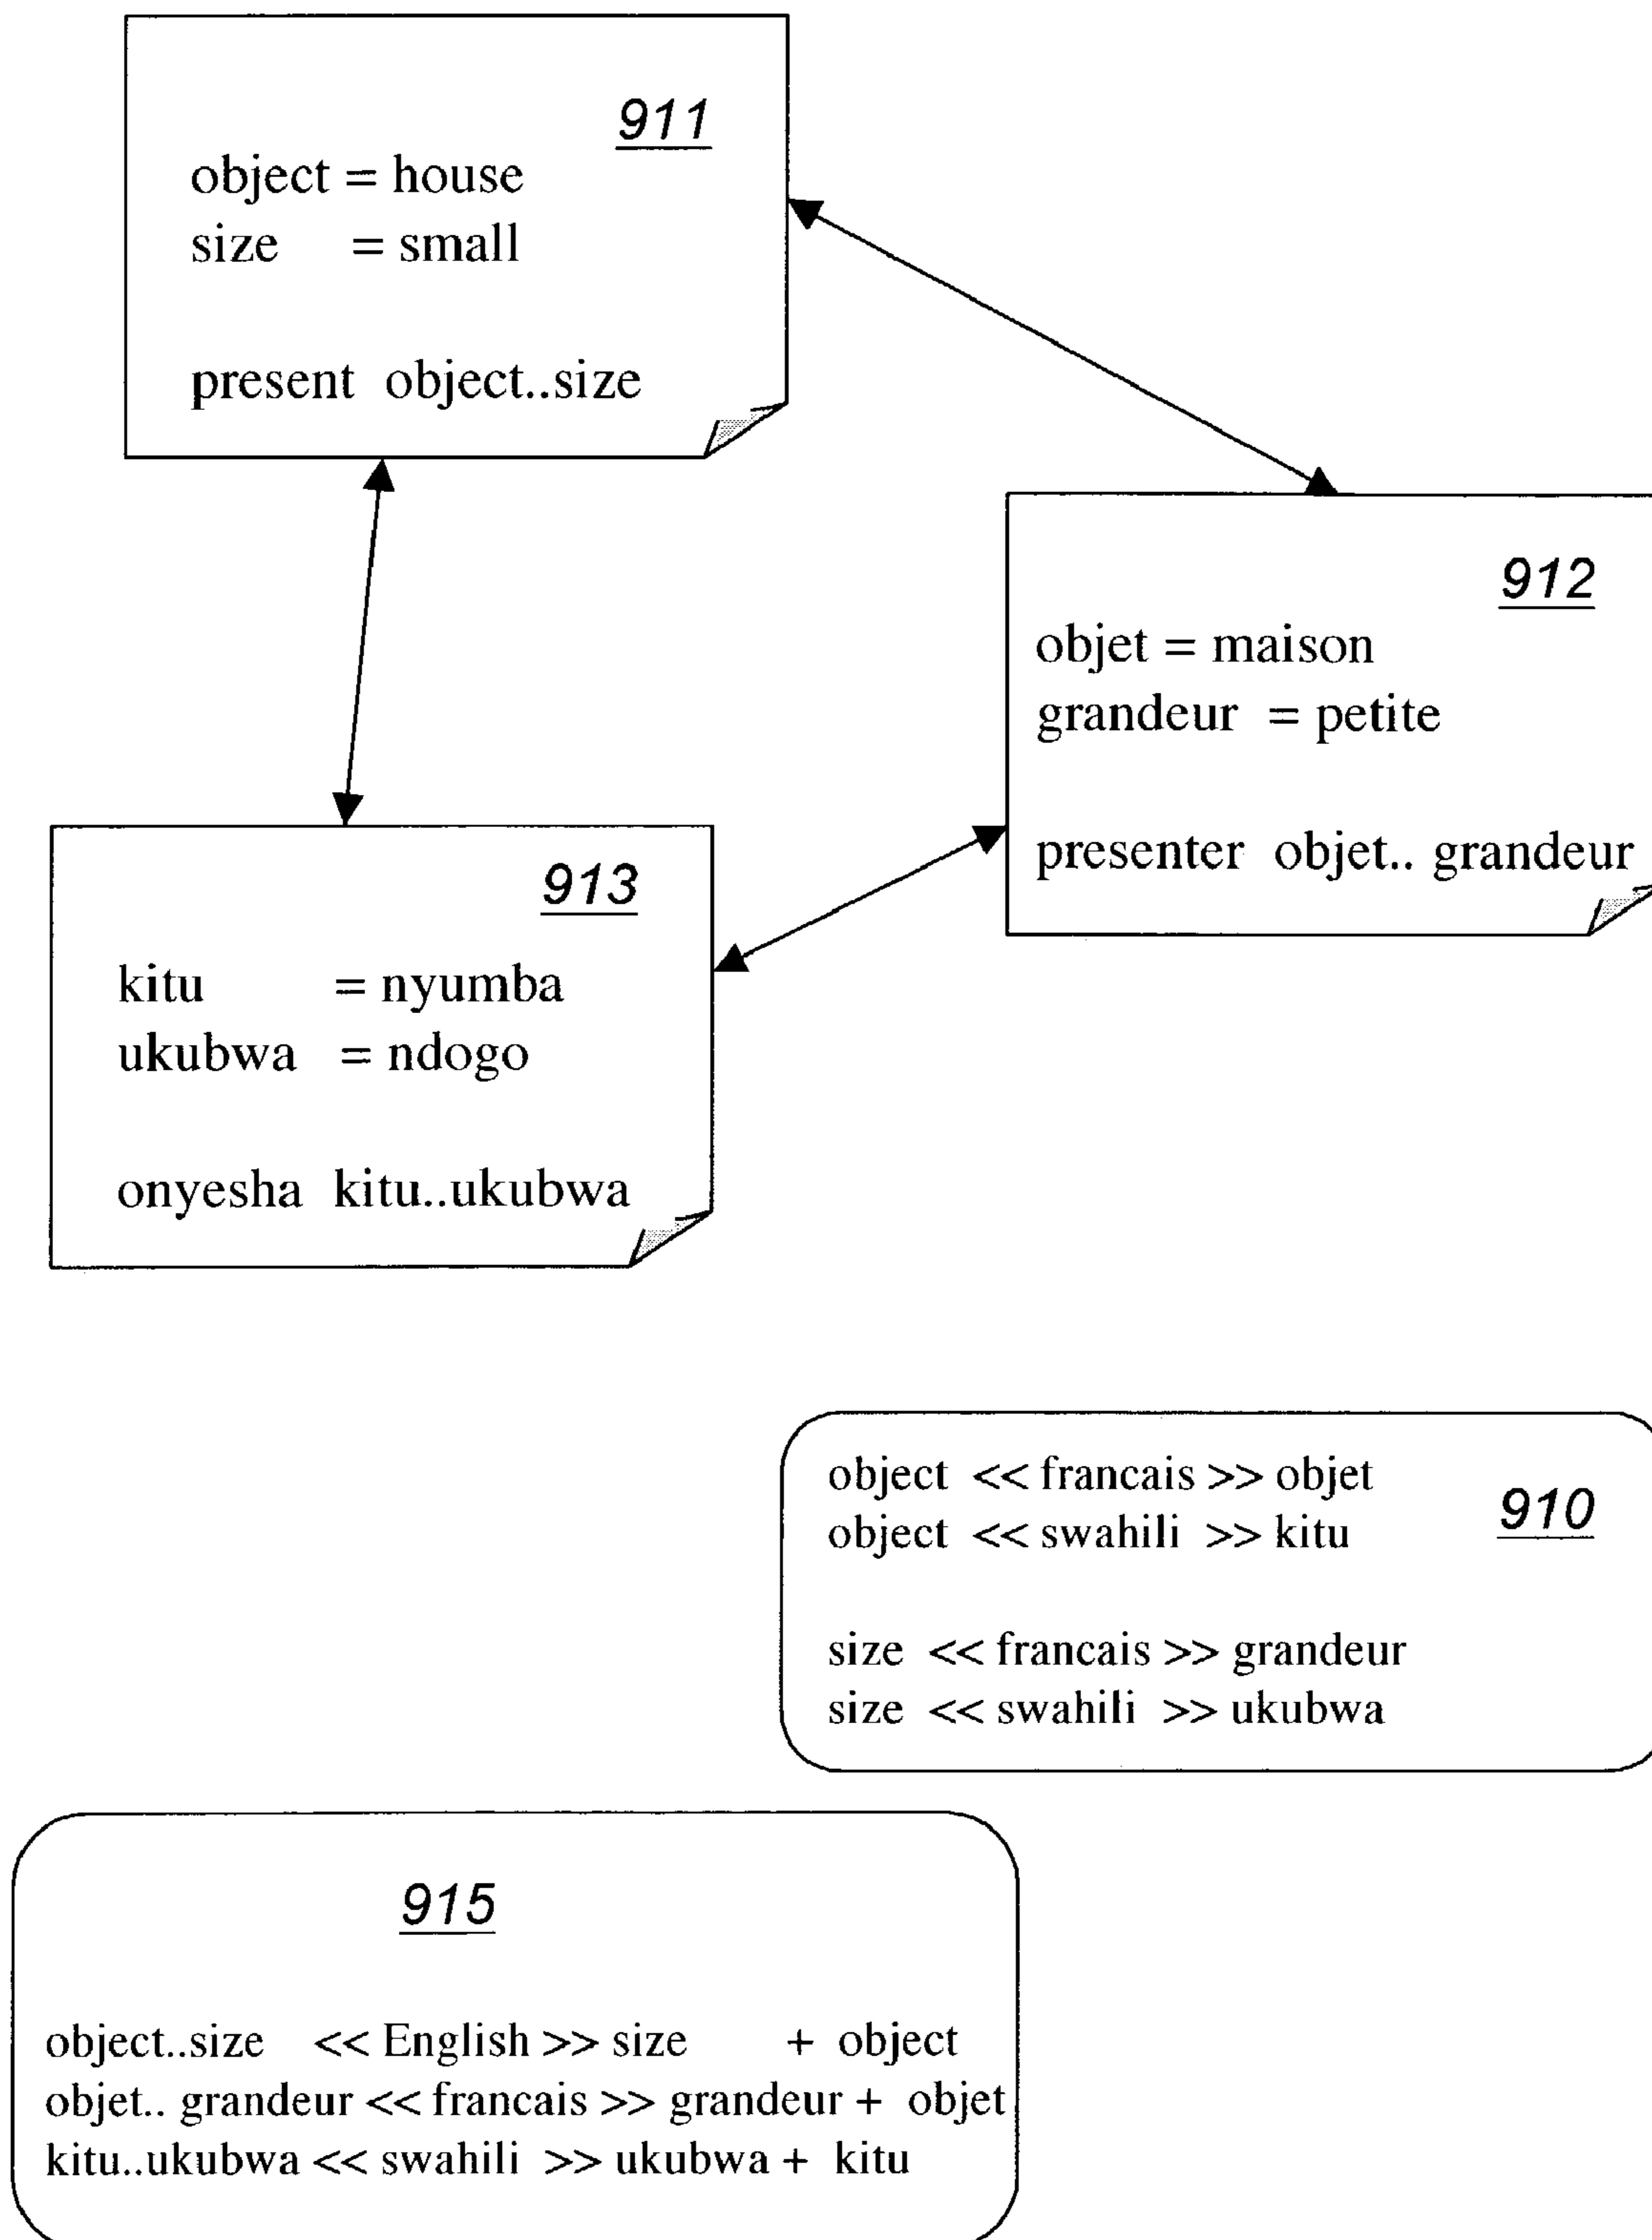 911
object = house
size = small
present object..size
912
objet = maison
grandeur = petite
presenter objet.. grandeur
913
kitu = nyumba
ukubwa = ndogo
onyesha kitu..ukubwa
910
object << francais >> objet
object << swahili >> kitu
size << francais >> grandeur
size << swahili >> ukubwa
915
object..size << English >> size + object
objet.. grandeur << francais >> grandeur + objet
kitu..ukubwa << swahili >> ukubwa + kitu